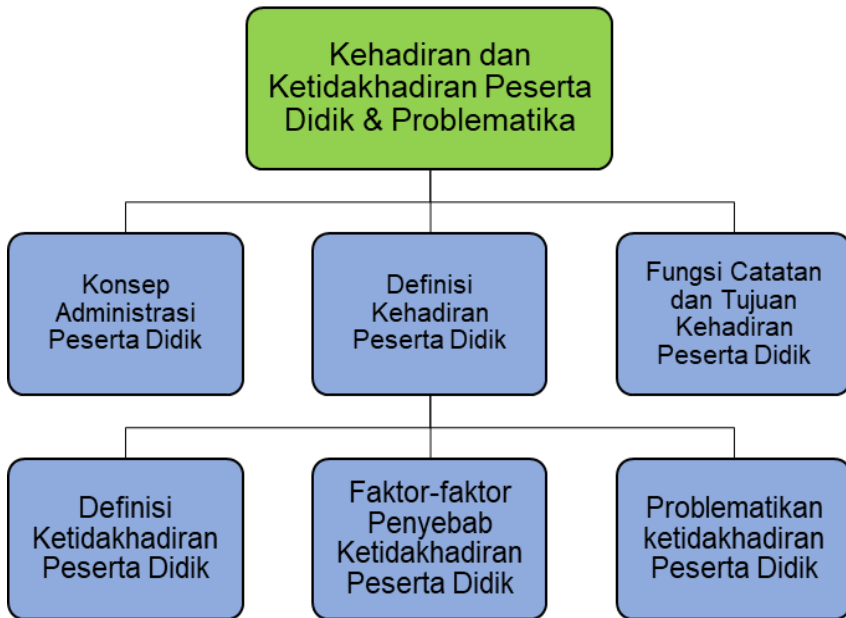 Kehadiran dan
Ketidakhadiran Peserta
Didik & Problematika
Konsep
Administrasi
Peserta Didik
Definisi
Kehadiran
Peserta Didik
Fungsi Catatan
dan Tujuan
Kehadiran
Peserta Didik
Definisi
Ketidakhadiran
Peserta Didik
Faktor-faktor
Penyebab
Ketidakhadiran
Peserta Didik
Problematikan
ketidakhadiran
Peserta Didik